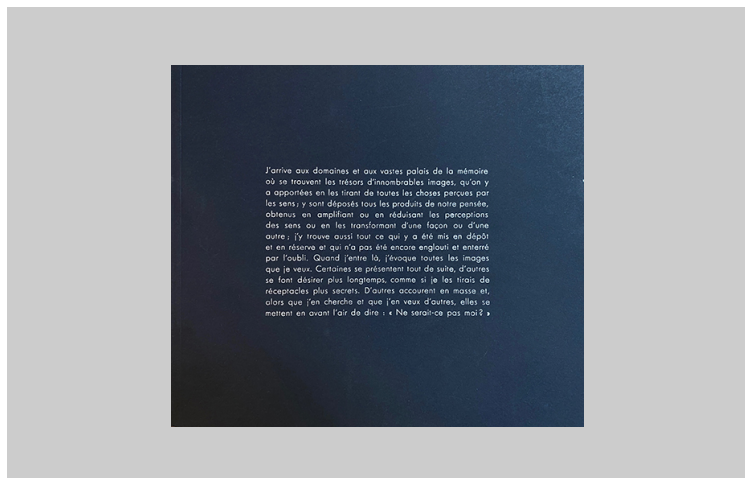 J'arrive aux domaines et aux vastes palais de la mémoire
où se trouvent les trésors d'innombrables images, qu'on y
a apportées en les tirant de toutes les choses perçues par
les sens ; y sont déposés tous les produits de notre pensée,
obtenus en amplifiant ou en réduisant les perceptions
des sens ou en les transformant d'une façon ou d'une
autre ; j'y trouve aussi tout ce qui y a été mis en dépôt
et en réserve et qui n'a pas été encore englouti et enterré
par l'oubli. Quand j'entre là, j'évoque toutes les images
que je veux. Certaines se présentent tout de suite, d'autres
se font désirer plus longtemps, comme si je les tirais de
réceptacles plus secrets. D'autres accourent en masse et,
alors que j'en cherche et que j'en veux d'autres, elles se
mettent en avant l'air de dire : « Ne serait-ce pas moi ? »